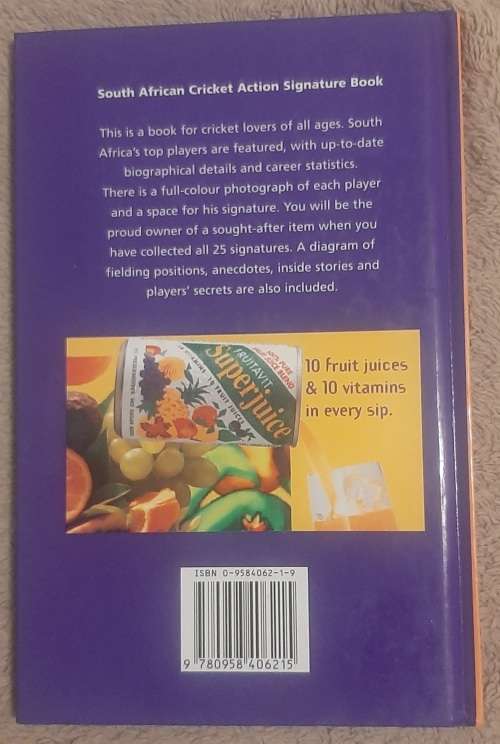 South African Cricket Action Signature Book
This is a book for cricket lovers of all ages. South
Africa's top players are featured, with up-to-date
biographical details and career statistics.
There is a full-colour photograph of each player
and a space for his signature. You will be the
proud owner of a sought-after item when you
have collected all 25 signatures. A diagram of
fielding positions, anecdotes, inside stories and
players' secrets are also included.
FRUITAVIT
Superjuice
10 FRUIT JUICES
10 fruit juices
& 10 vitamins
in every sip.
ISBN 0-9584062-1-9
9 780958 406215